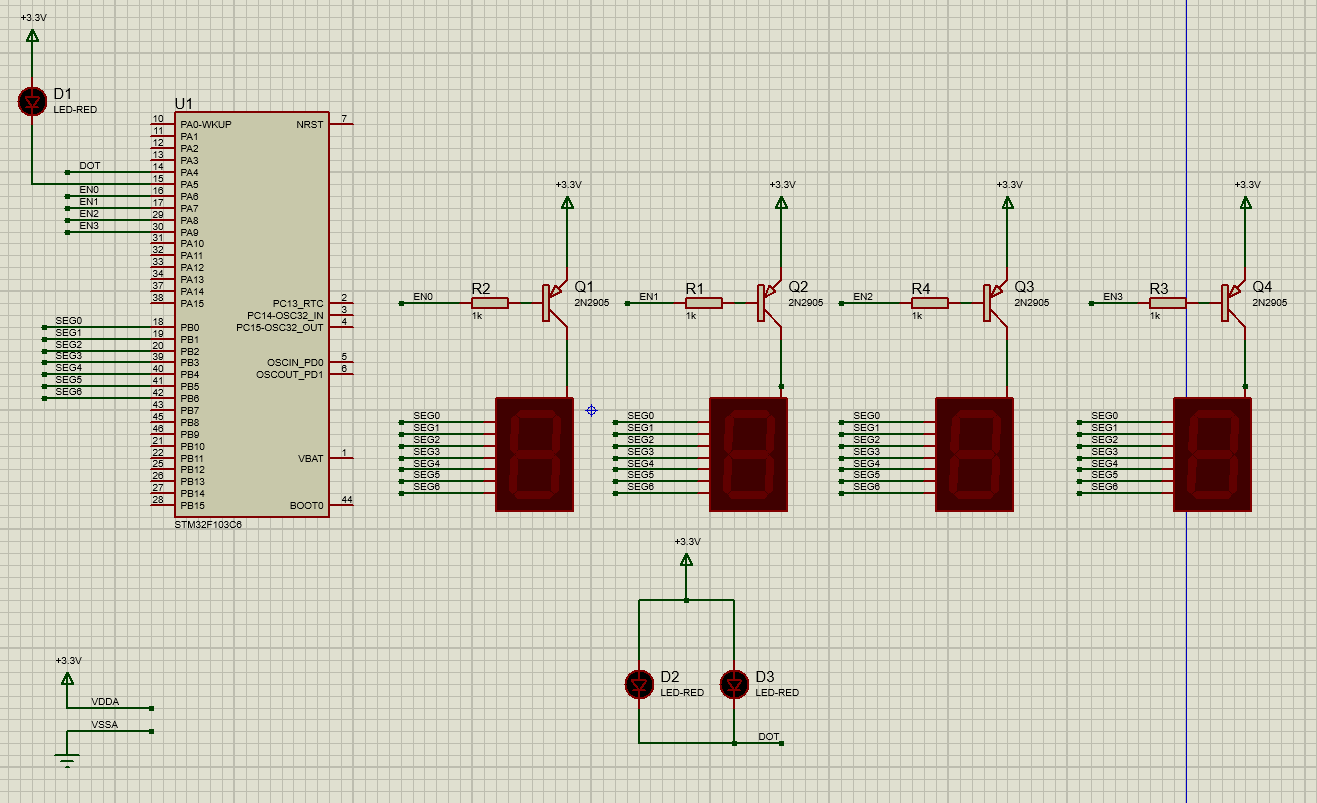 +3.3V
D1
LED-RED
U1
10 PA0-WKUP NRST 7
11 PA1
12 PA2
13 PA3
DOT 14 PA4
15 PA5
EN0 16 PA6
EN1 17 PA7
EN2 29 PA8
EN3 30 PA9
31 PA10
32 PA11
33 PA12
34 PA13
37 PA14
38 PA15 PC13_RTC 2
PC14-OSC32_IN 3
SEG0 18 PB0 PC15-OSC32_OUT 4
SEG1 19 PB1
SEG2 20 PB2
SEG3 39 PB3 OSCIN_PD0 5
SEG4 40 PB4 OSCOUT_PD1 6
SEG5 41 PB5
SEG6 42 PB6
43 PB7
45 PB8
46 PB9
21 PB10
22 PB11 VBAT 1
25 PB12
26 PB13
27 PB14
28 PB15 BOOT0 44
STM32F103C6
+3.3V +3.3V +3.3V +3.3V
EN0 R2 Q1 EN1 R1 Q2 EN2 R4 Q3 EN3 R3 Q4
1k 2N2905 1k 2N2905 1k 2N2905 1k 2N2905
SEG0 SEG0 SEG0 SEG0
SEG1 SEG1 SEG1 SEG1
SEG2 SEG2 SEG2 SEG2
SEG3 SEG3 SEG3 SEG3
SEG4 SEG4 SEG4 SEG4
SEG5 SEG5 SEG5 SEG5
SEG6 SEG6 SEG6 SEG6
+3.3V
D2 D3
LED-RED LED-RED
DOT
+3.3V
VDDA
VSSA